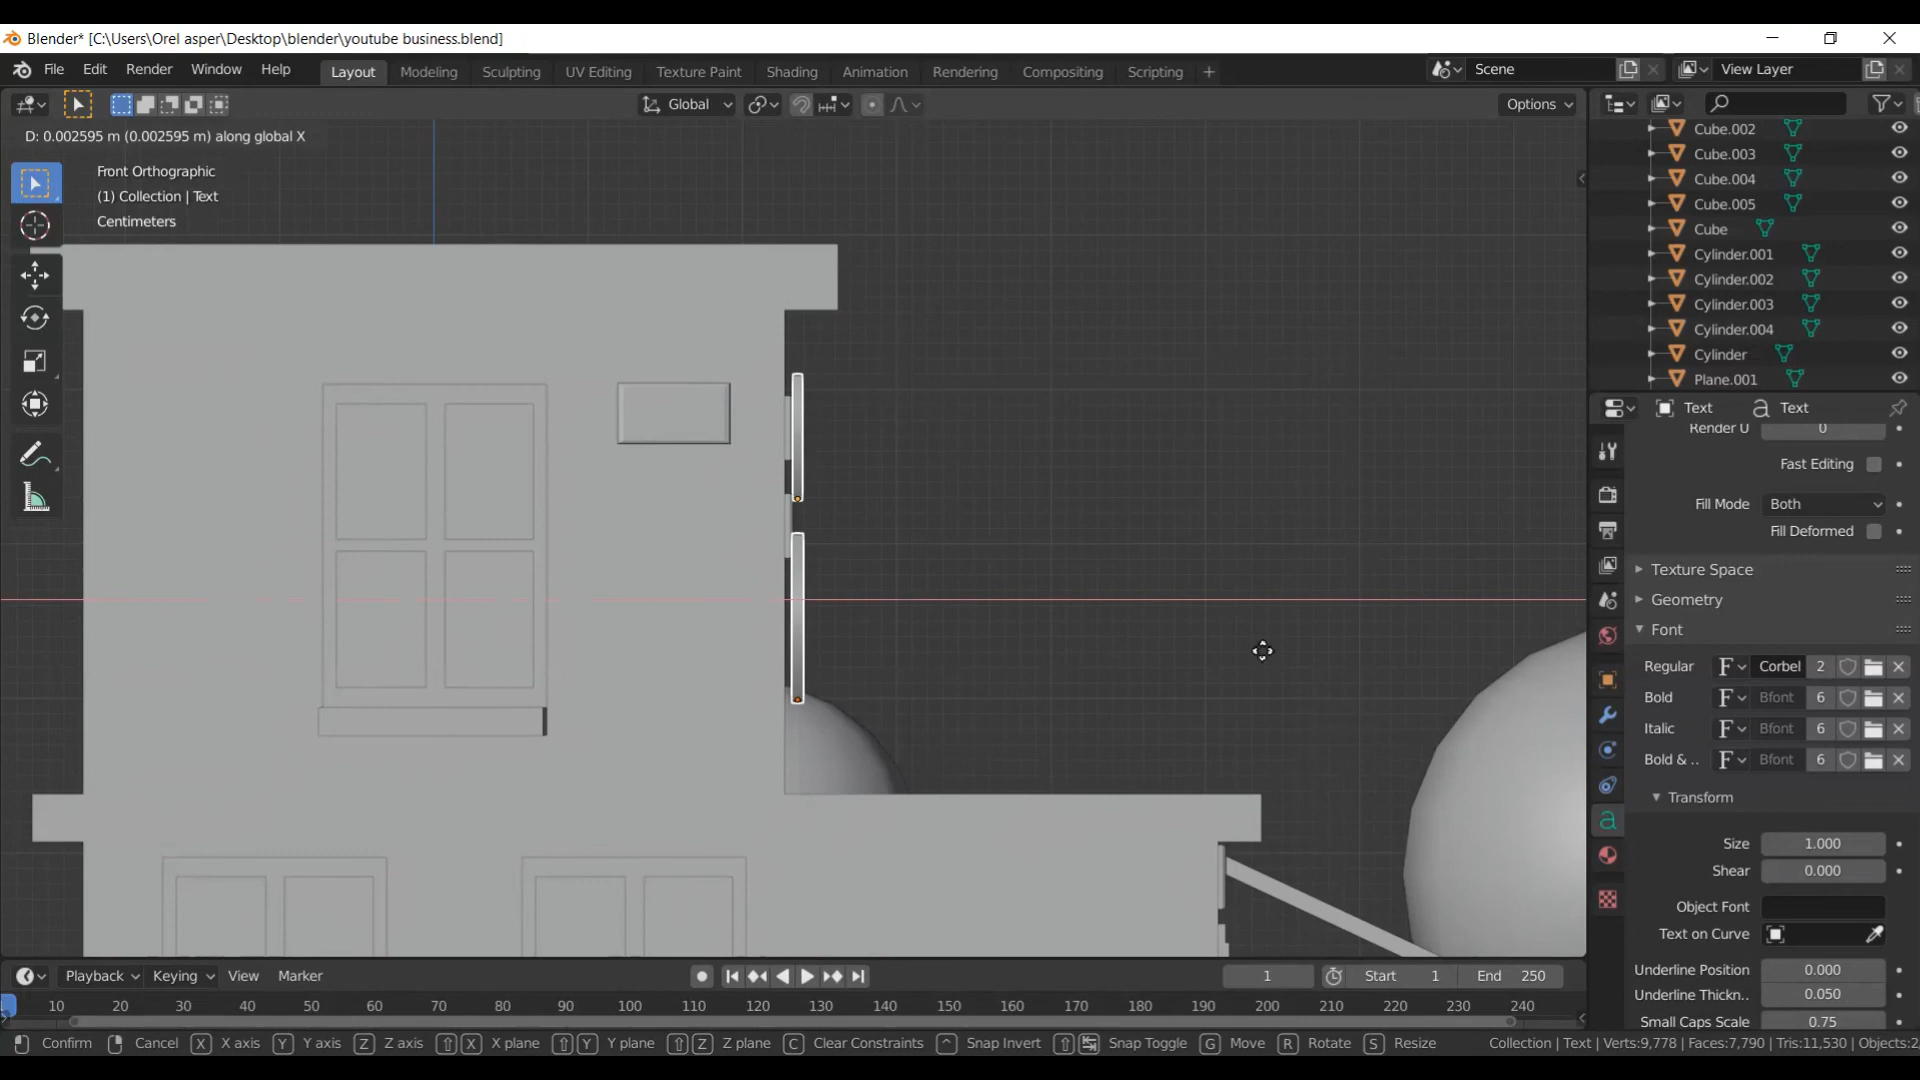 Blender* [C:\Users\Orel asper\Desktop\blender\youtube business.blend]
File Edit Render Window Help Layout Modeling Sculpting UV Editing Texture Paint Shading Animation Rendering Compositing Scripting + Scene View Layer
Global Options
D: 0.002595 m (0.002595 m) along global X
Front Orthographic
(1) Collection | Text
Centimeters
Cube.002
Cube.003
Cube.004
Cube.005
Cube
Cylinder.001
Cylinder.002
Cylinder.003
Cylinder.004
Cylinder
Plane.001
Text Text
Render U 0
Fast Editing
Fill Mode Both
Fill Deformed
Texture Space
Geometry
Font
Regular Corbel 2
Bold Bfont 6
Italic Bfont 6
Bold & .. Bfont 6
Transform
Size 1.000
Shear 0.000
Object Font
Text on Curve
Underline Position 0.000
Underline Thickn.. 0.050
Small Caps Scale 0.75
Playback Keying View Marker 1 Start 1 End 250
10 20 30 40 50 60 70 80 90 100 110 120 130 140 150 160 170 180 190 200 210 220 230 240
Confirm Cancel X X axis Y Y axis Z Z axis X X plane Y Y plane Z Z plane C Clear Constraints ^ Snap Invert Snap Toggle G Move R Rotate S Resize Collection | Text | Verts:9,778 | Faces:7,790 | Tris:11,530 | Objects:2,